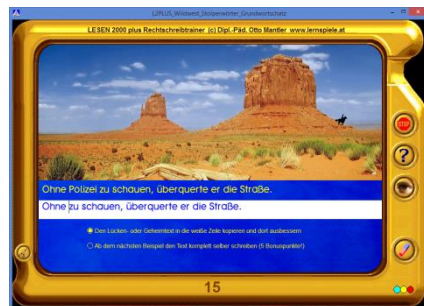 L2PLUS_Wildwest_Stolperwörter_Grundwortschatz
LESEN 2000 plus Rechtschreibtrainer (c) Dipl.-Päd. Otto Mantler www.lernspiele.at
STOP
?
Ohne Polizei zu schauen, überquerte er die Straße.
Ohne zu schauen, überquerte er die Straße.
Den Lücken- oder Geheimtext in die weiße Zeile kopieren und dort ausbessern
Ab dem nächsten Beispiel den Text komplett selber schreiben (5 Bonuspunkte!)
15